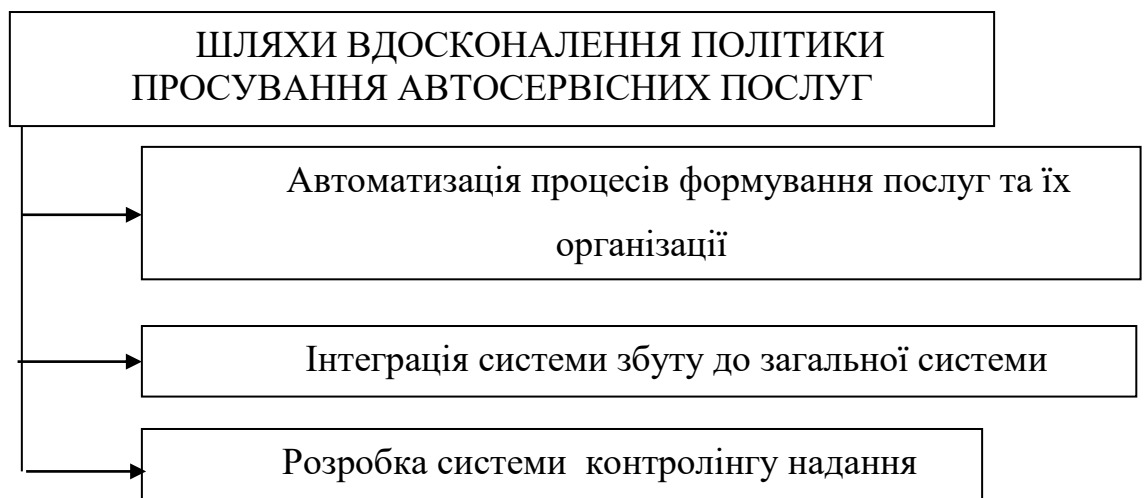 ШЛЯХИ ВДОСКОНАЛЕННЯ ПОЛІТИКИ
ПРОСУВАННЯ АВТОСЕРВІСНИХ ПОСЛУГ
Автоматизація процесів формування послуг та їх
організації
Інтеграція системи збуту до загальної системи
Розробка системи контролінгу надання